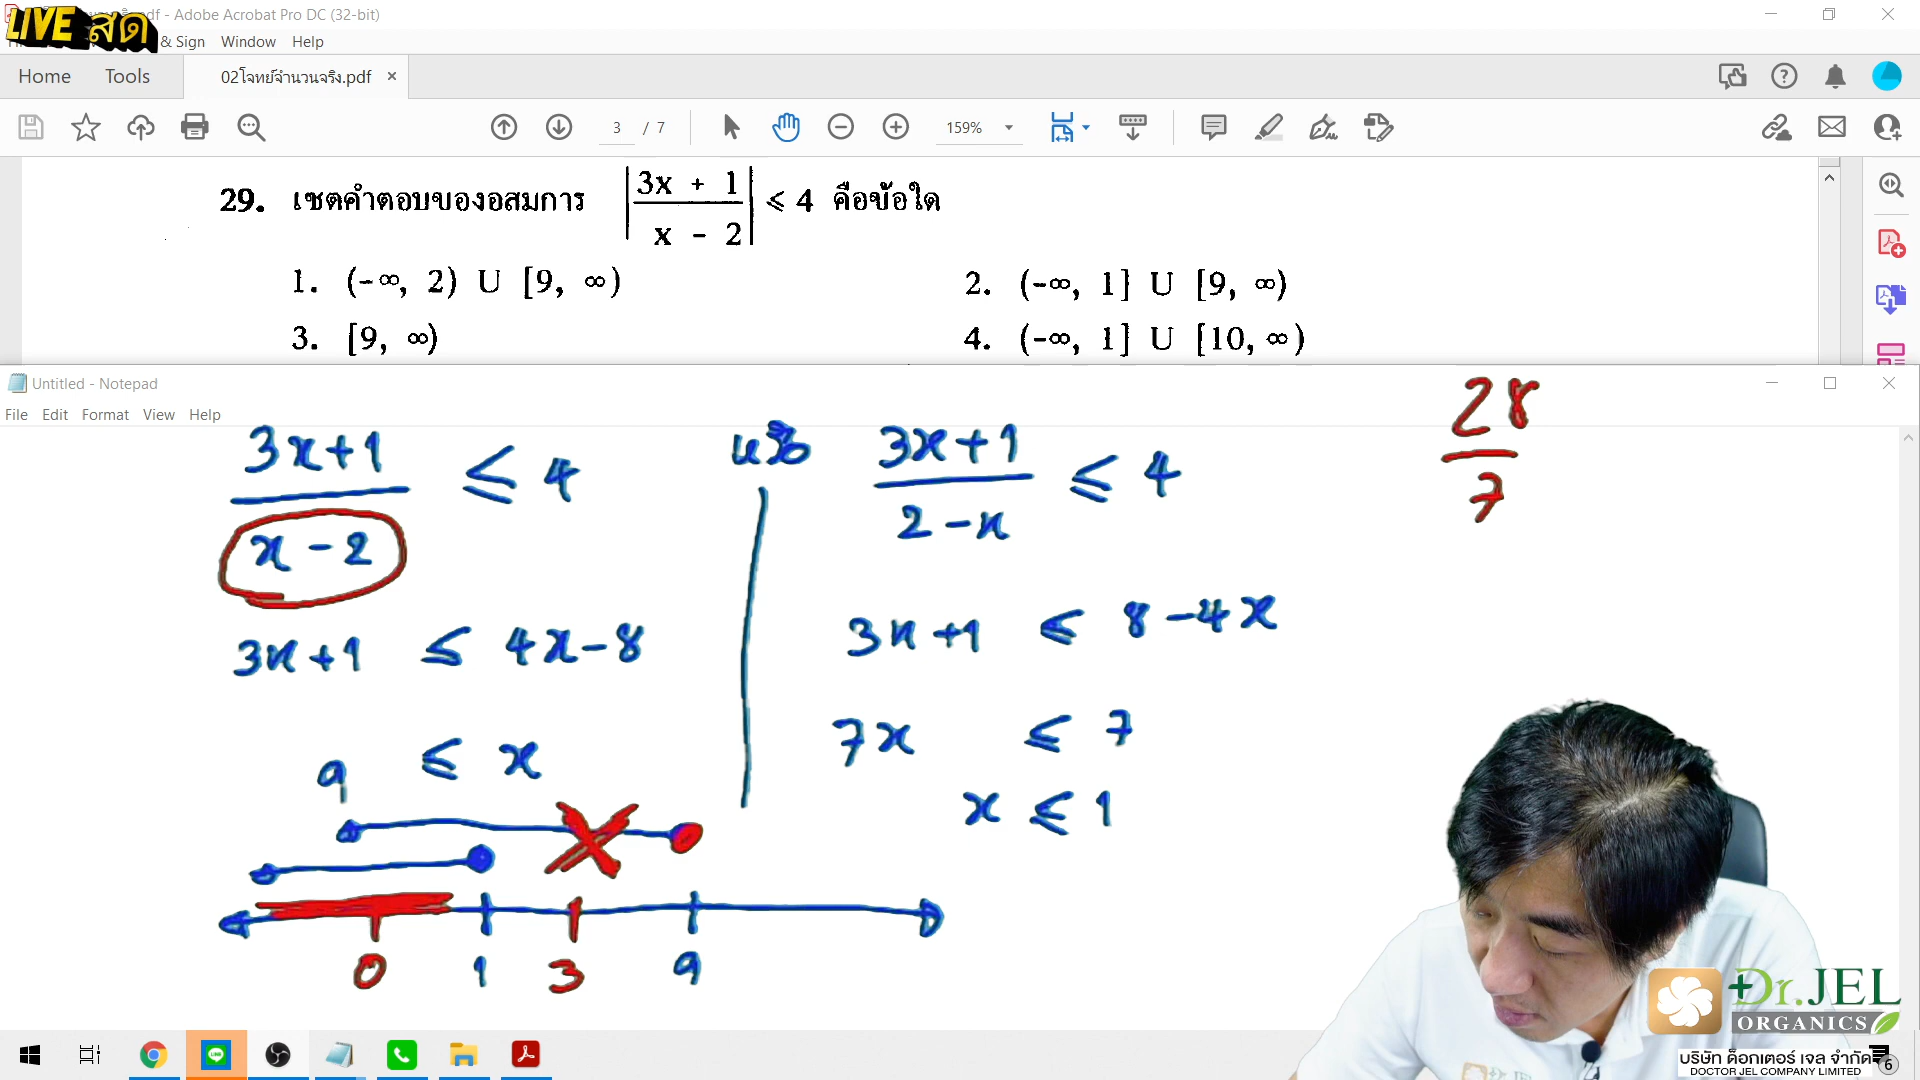 LIVE สด
pdf - Adobe Acrobat Pro DC (32-bit)
& Sign Window Help
Home Tools 02โจทย์จำนวนจริง.pdf ×
3 / 7 159%
29. เซตคำตอบของอสมการ |3x + 1 / x - 2| ≤ 4 คือข้อใด
1. (-∞, 2) U [9, ∞) 2. (-∞, 1] U [9, ∞)
3. [9, ∞) 4. (-∞, 1] U [10, ∞)
Untitled - Notepad
File Edit Format View Help
28
7
3x+1 ≤ 4 3x+1 ≤ 4
x-2 2-x
3x+1 ≤ 4x-8 3x+1 ≤ 8-4x
9 ≤ x 7x ≤ 7
x ≤ 1
0 1 3 9
+Dr.JEL
ORGANICS
บริษัท ด็อกเตอร์ เจล จำกัด
DOCTOR JEL COMPANY LIMITED
6